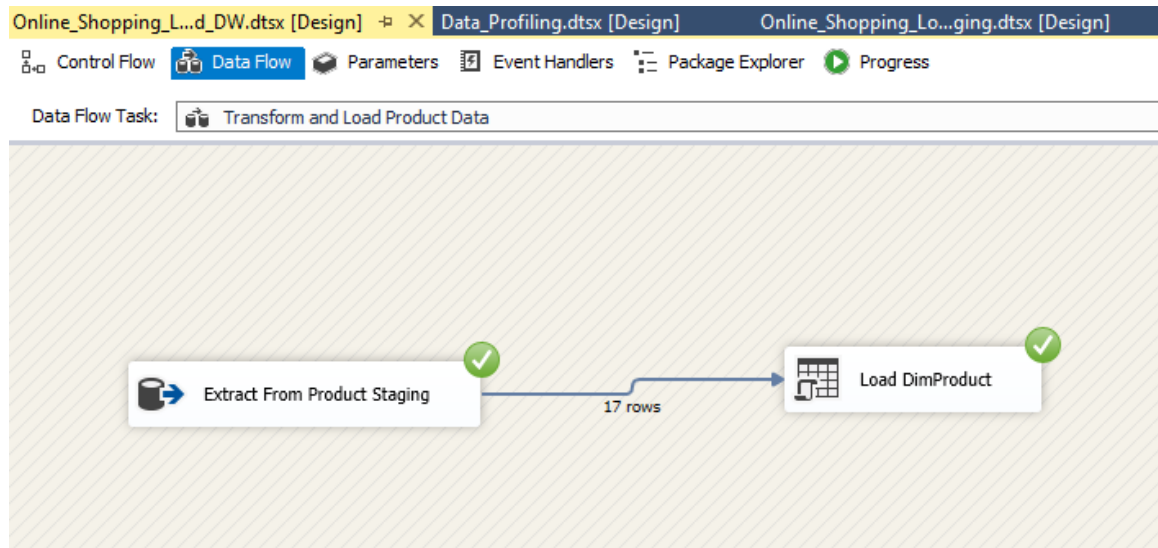 Online_Shopping_L...d_DW.dtsx [Design] Data_Profiling.dtsx [Design] Online_Shopping_Lo...ging.dtsx [Design]
Control Flow Data Flow Parameters Event Handlers Package Explorer Progress
Data Flow Task: Transform and Load Product Data
Load DimProduct
Extract From Product Staging
17 rows